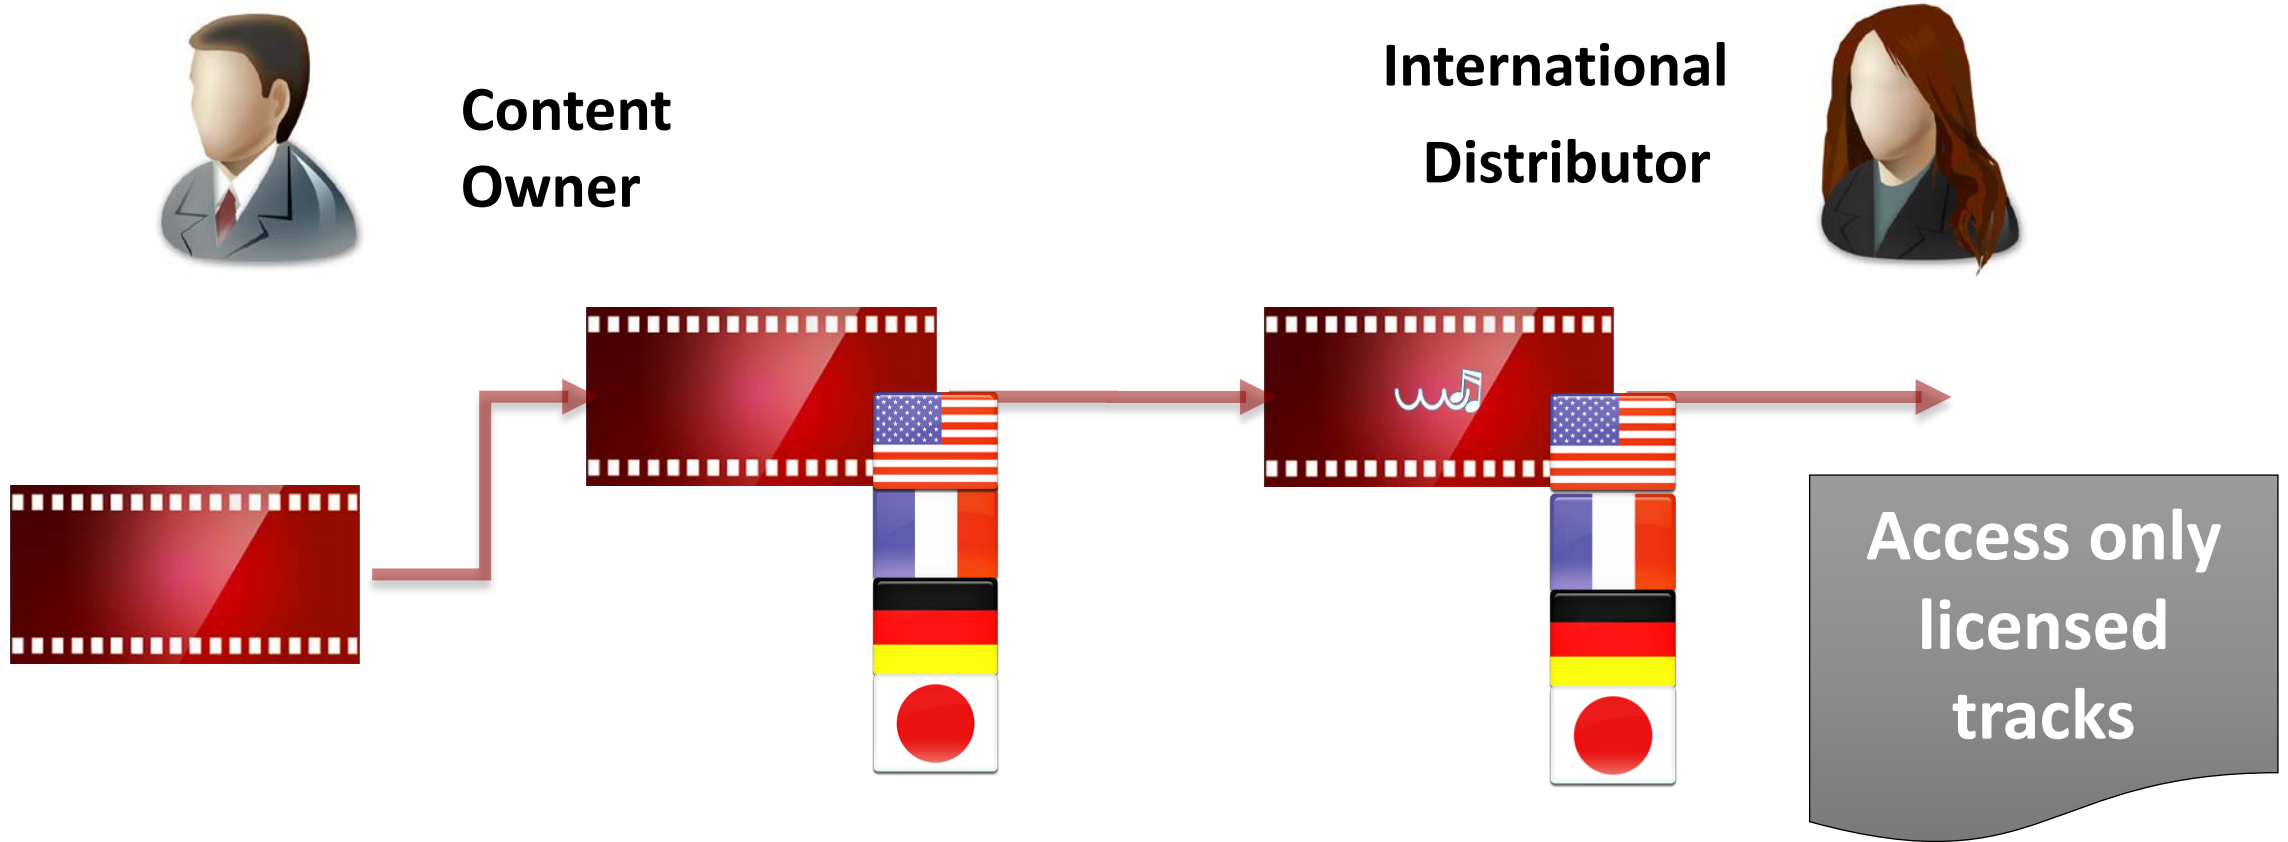 Content
Owner
International
Distributor
Access only
licensed
tracks